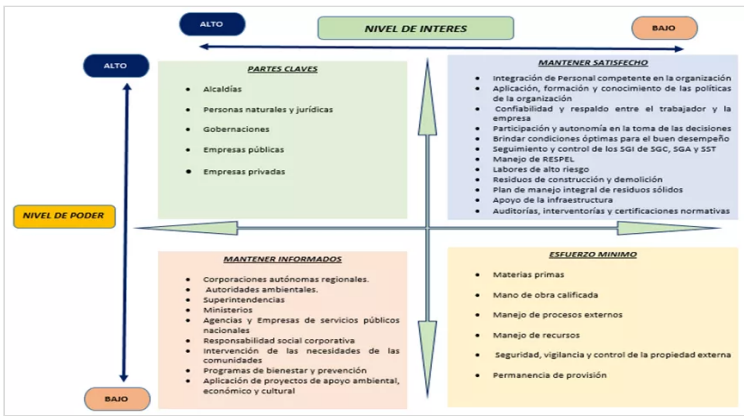 ALTO
NIVEL DE INTERES
BAJO
ALTO
NIVEL DE PODER
BAJO
PARTES CLAVES
Alcaldías
Personas naturales y jurídicas
Gobernaciones
Empresas públicas
Empresas privadas
MANTENER SATISFECHO
Integración de Personal competente en la organización
Aplicación, formación y conocimiento de las políticas
de la organización
Confiabilidad y respaldo entre el trabajador y la
empresa
Participación y autonomía en la toma de las decisiones
Brindar condiciones óptimas para el buen desempeño
Seguimiento y control de los SGI de SGC, SGA y SST
Manejo de RESPEL
Labores de alto riesgo
Residuos de construcción y demolición
Plan de manejo integral de residuos sólidos
Apoyo de la infraestructura
Auditorías, interventorías y certificaciones normativas
MANTENER INFORMADOS
Corporaciones autónomas regionales.
Autoridades ambientales.
Superintendencias
Ministerios
Agencias y Empresas de servicios públicos
nacionales
Responsabilidad social corporativa
Intervención de las necesidades de las
comunidades
Programas de bienestar y prevención
Aplicación de proyectos de apoyo ambiental,
económico y cultural
ESFUERZO MINIMO
Materias primas
Mano de obra calificada
Manejo de procesos externos
Manejo de recursos
Seguridad, vigilancia y control de la propiedad externa
Permanencia de provisión